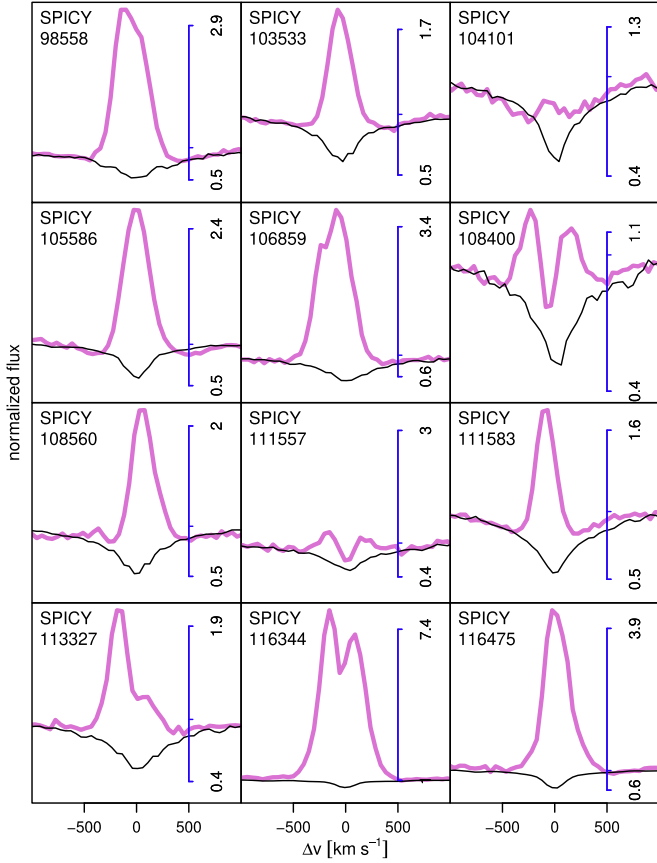 SPICY
98558
2.9
0.5
SPICY
103533
1.7
0.5
SPICY
104101
1.3
0.4
SPICY
105586
2.4
0.5
SPICY
106859
3.4
0.6
SPICY
108400
1.1
0.4
SPICY
108560
2
0.5
SPICY
111557
3
0.4
SPICY
111583
1.6
0.5
SPICY
113327
1.9
0.4
SPICY
116344
7.4
1
SPICY
116475
3.9
0.6
normalized flux
−500 0 500 −500 0 500 −500 0 500
Δv [km s⁻¹]